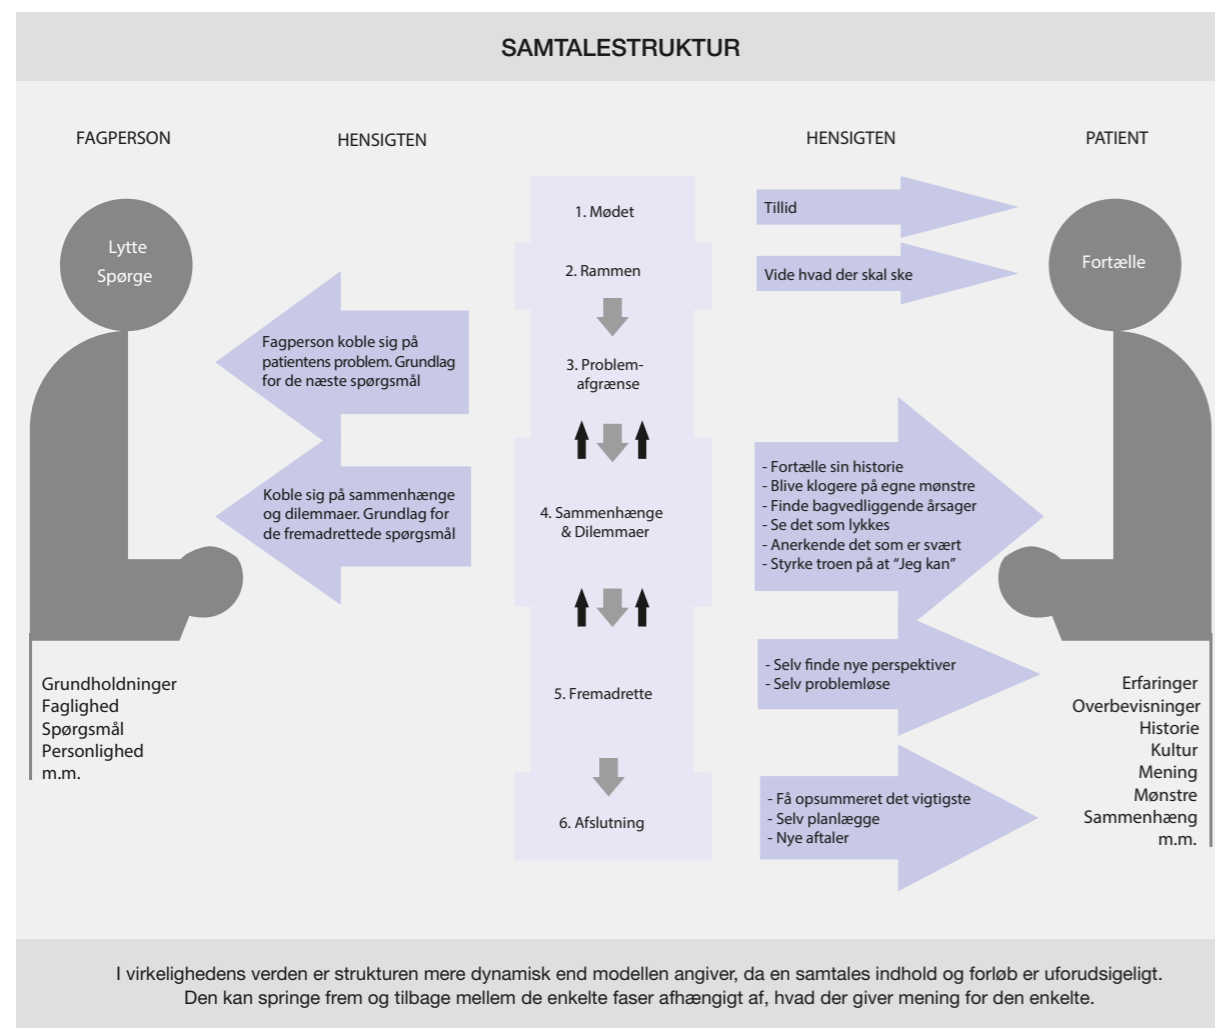 SAMTALESTRUKTUR
FAGPERSON
HENSIGTEN
HENSIGTEN
PATIENT
Lytte
Spørge
Fortælle
1. Mødet
Tillid
2. Rammen
Vide hvad der skal ske
Fagperson koble sig på
patientens problem. Grundlag
for de næste spørgsmål
3. Problem-
afgrænse
Koble sig på sammenhænge
og dilemmaer. Grundlag for
de fremadrettede spørgsmål
4. Sammenhænge
& Dilemmaer
- Fortælle sin historie
- Blive klogere på egne mønstre
- Finde bagvedliggende årsager
- Se det som lykkes
- Anerkende det som er svært
- Styrke troen på at “Jeg kan”
5. Fremadrette
- Selv finde nye perspektiver
- Selv problemløse
6. Afslutning
- Få opsummeret det vigtigste
- Selv planlægge
- Nye aftaler
Grundholdninger
Faglighed
Spørgsmål
Personlighed
m.m.
Erfaringer
Overbevisninger
Historie
Kultur
Mening
Mønstre
Sammenhæng
m.m.
I virkelighedens verden er strukturen mere dynamisk end modellen angiver, da en samtales indhold og forløb er uforudsigeligt.
Den kan springe frem og tilbage mellem de enkelte faser afhængigt af, hvad der giver mening for den enkelte.